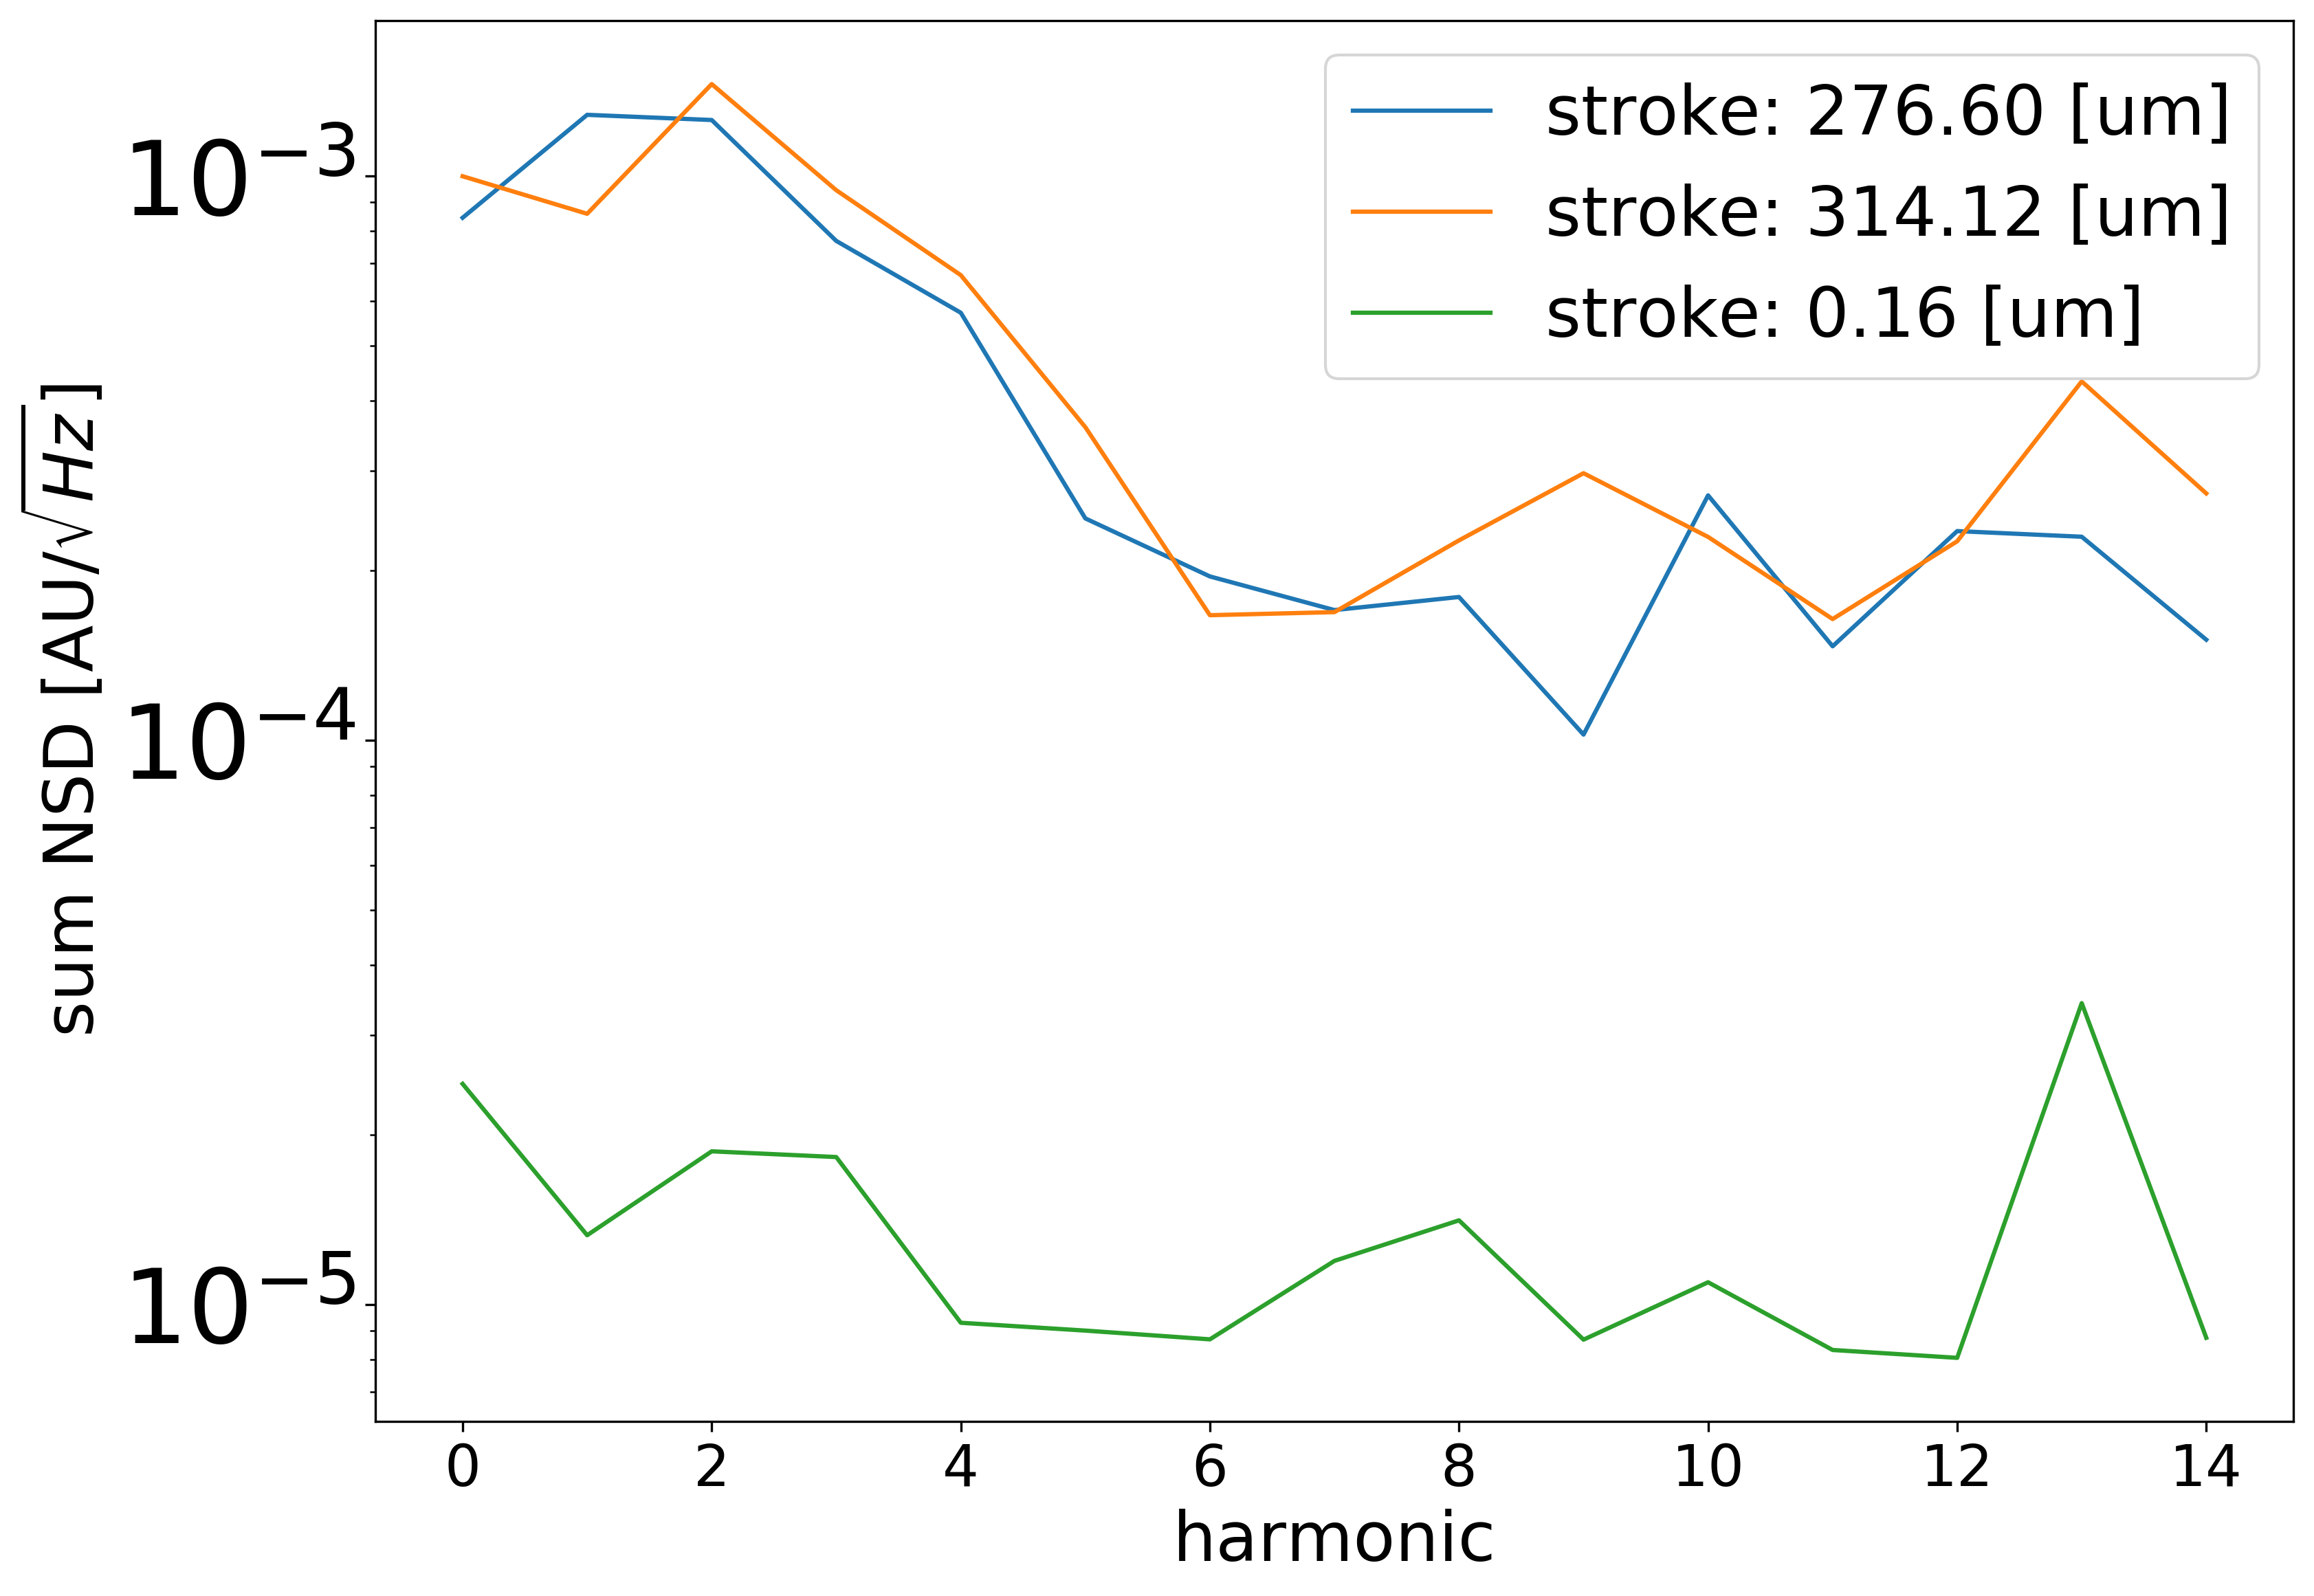 sum NSD [AU/√Hz]
10⁻³
10⁻⁴
10⁻⁵
stroke: 276.60 [um]
stroke: 314.12 [um]
stroke: 0.16 [um]
0 2 4 6 8 10 12 14
harmonic